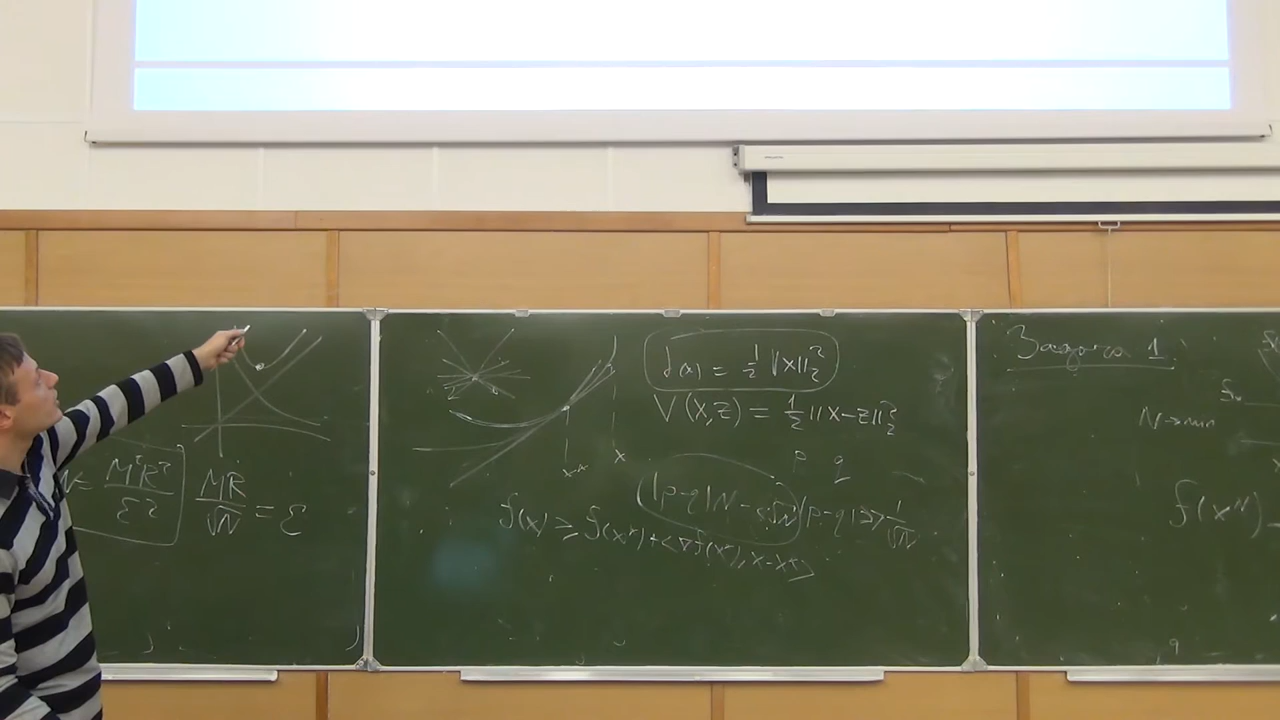 N = M²R² / ε²
MR / √N = ε
d(x) = 1/2 ||x||₂²
V(x,z) = 1/2 ||x-z||₂²
p q
x
|p-q|N
|p-q| >> 1/√N
f(x) ≥ f(x*) + <∇f(x*), x-x*>
Задача 1
N → min
f(x^N) -